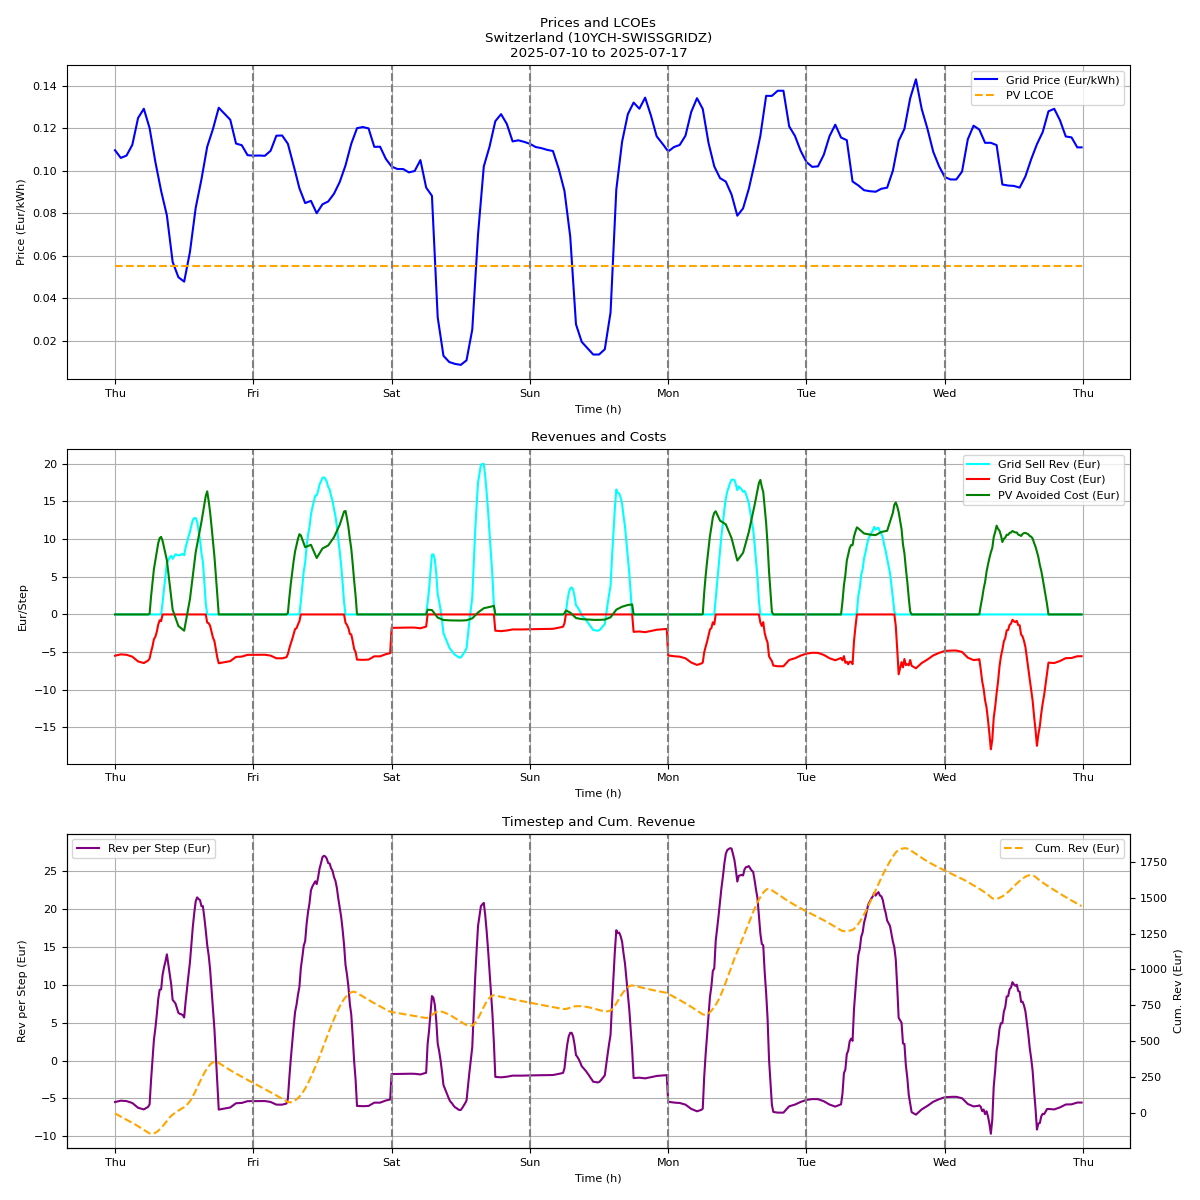 Prices and LCOEs
Switzerland (10YCH-SWISSGRIDZ)
2025-07-10 to 2025-07-17
Grid Price (Eur/kWh)
PV LCOE
Price (Eur/kWh)
0.14
0.12
0.10
0.08
0.06
0.04
0.02
Thu Fri Sat Sun Mon Tue Wed Thu
Time (h)
Revenues and Costs
Grid Sell Rev (Eur)
Grid Buy Cost (Eur)
PV Avoided Cost (Eur)
Eur/Step
20
15
10
5
0
−5
−10
−15
Thu Fri Sat Sun Mon Tue Wed Thu
Time (h)
Timestep and Cum. Revenue
Rev per Step (Eur)
Cum. Rev (Eur)
Rev per Step (Eur)
25
20
15
10
5
0
−5
−10
1750
1500
1250
1000
750
500
250
0
Cum. Rev (Eur)
Thu Fri Sat Sun Mon Tue Wed Thu
Time (h)